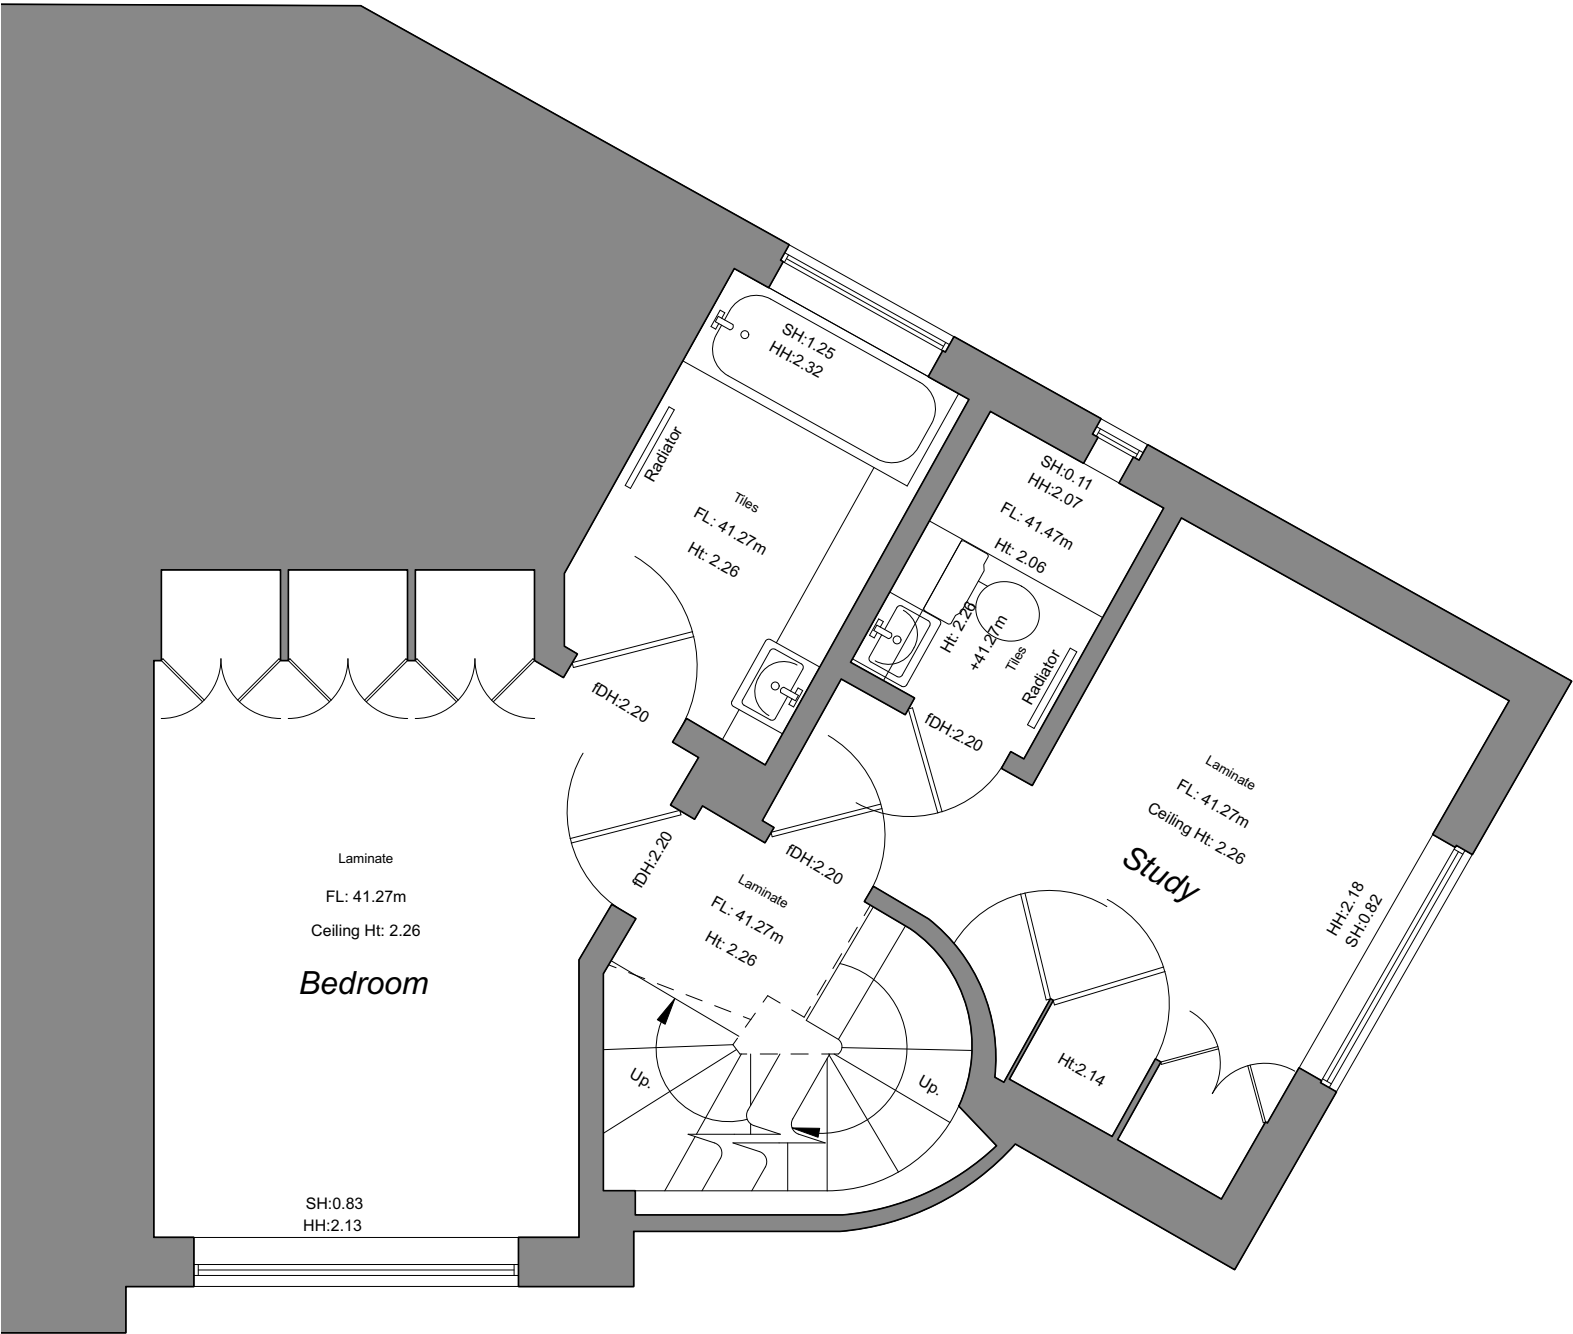 SH:1.25
HH:2.32
Radiator
Tiles
FL: 41.27m
Ht: 2.26
fDH:2.20
SH:0.11
HH:2.07
FL: 41.47m
Ht: 2.06
Ht: 2.26
+41.27m
Tiles
Radiator
fDH:2.20
Laminate
FL: 41.27m
Ceiling Ht: 2.26
Study
HH:2.18
SH:0.82
Ht:2.14
fDH:2.20
fDH:2.20
Laminate
FL: 41.27m
Ht: 2.26
Up.
Up.
Laminate
FL: 41.27m
Ceiling Ht: 2.26
Bedroom
SH:0.83
HH:2.13